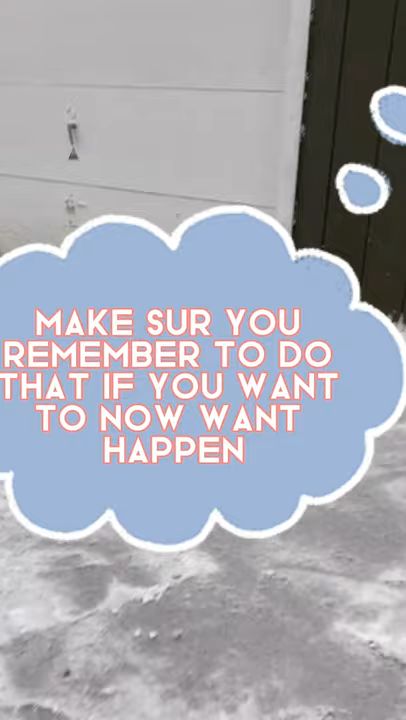 MAKE SUR YOU
REMEMBER TO DO
THAT IF YOU WANT
TO NOW WANT
HAPPEN